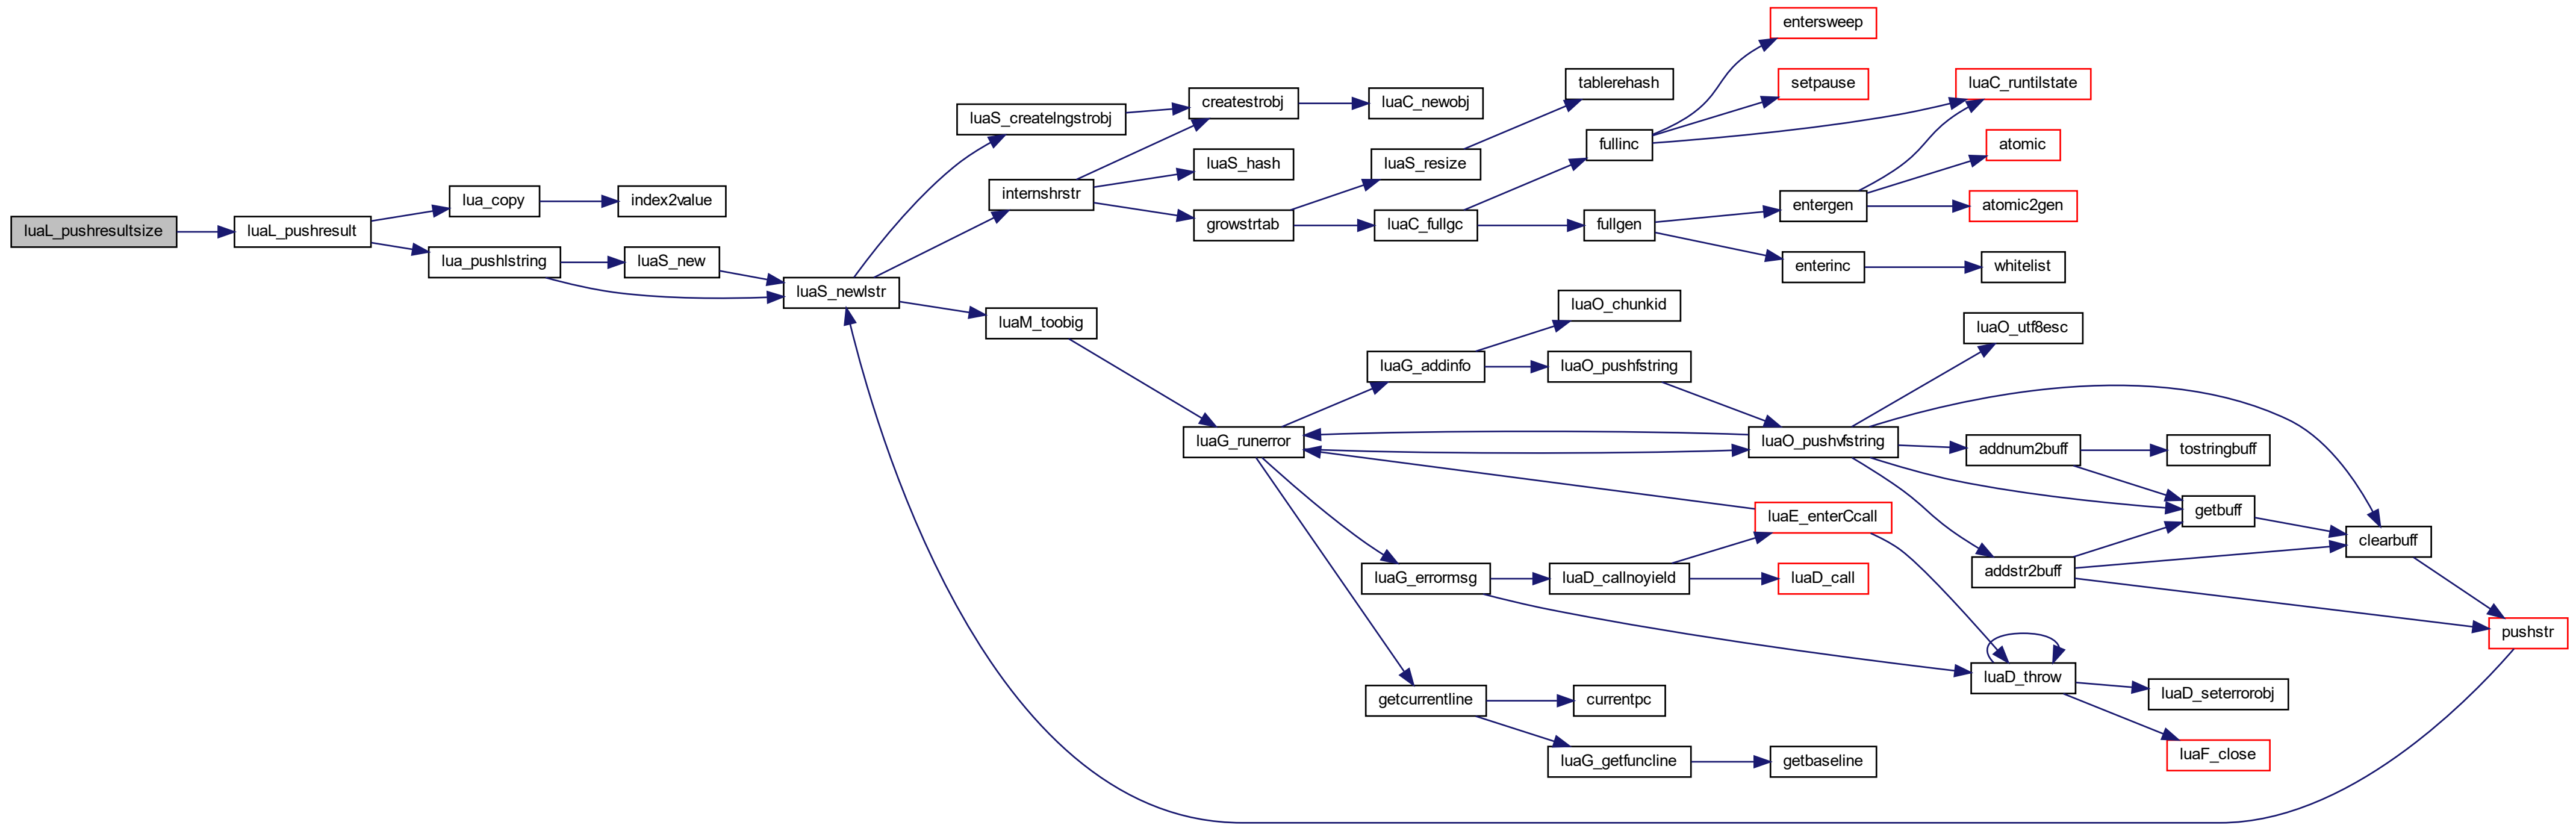 luaL_pushresultsize
luaL_pushresult
lua_copy
index2value
lua_pushlstring
luaS_new
luaS_newlstr
luaS_createlngstrobj
createstrobj
luaC_newobj
internshrstr
luaS_hash
growstrtab
luaS_resize
tablerehash
luaC_fullgc
fullinc
entersweep
setpause
luaC_runtilstate
fullgen
entergen
atomic
atomic2gen
enterinc
whitelist
luaM_toobig
luaG_runerror
luaG_addinfo
luaO_chunkid
luaO_pushfstring
luaO_pushvfstring
luaO_utf8esc
addnum2buff
tostringbuff
getbuff
clearbuff
addstr2buff
pushstr
luaG_errormsg
luaD_callnoyield
luaE_enterCcall
luaD_call
luaD_throw
luaD_seterrorobj
luaF_close
getcurrentline
currentpc
luaG_getfuncline
getbaseline